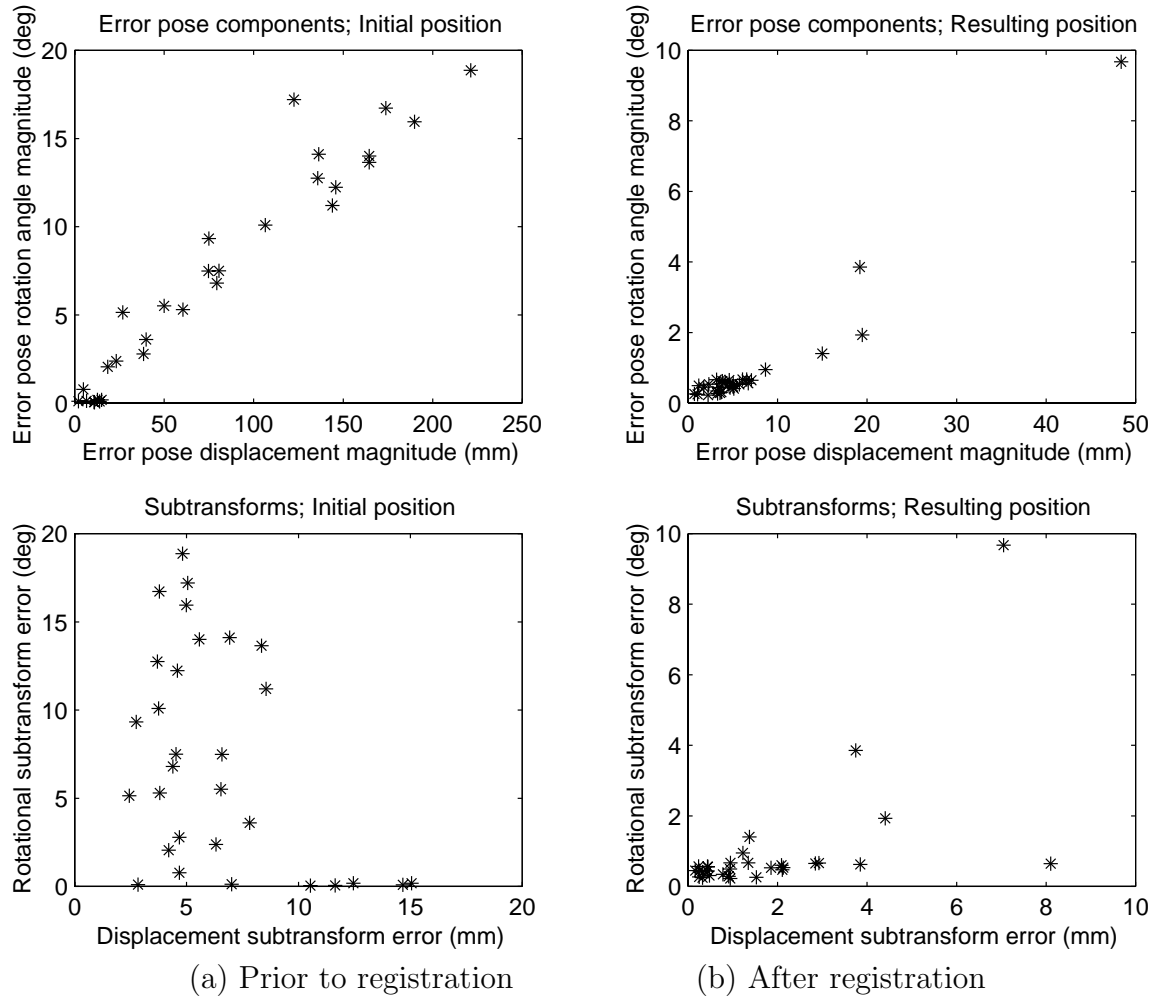 Error pose components; Initial position
Error pose rotation angle magnitude (deg)
20
15
10
5
0
0 50 100 150 200 250
Error pose displacement magnitude (mm)
Error pose components; Resulting position
Error pose rotation angle magnitude (deg)
10
8
6
4
2
0
0 10 20 30 40 50
Error pose displacement magnitude (mm)
Subtransforms; Initial position
Rotational subtransform error (deg)
20
15
10
5
0
0 5 10 15 20
Displacement subtransform error (mm)
(a) Prior to registration
Subtransforms; Resulting position
Rotational subtransform error (deg)
10
8
6
4
2
0
0 2 4 6 8 10
Displacement subtransform error (mm)
(b) After registration